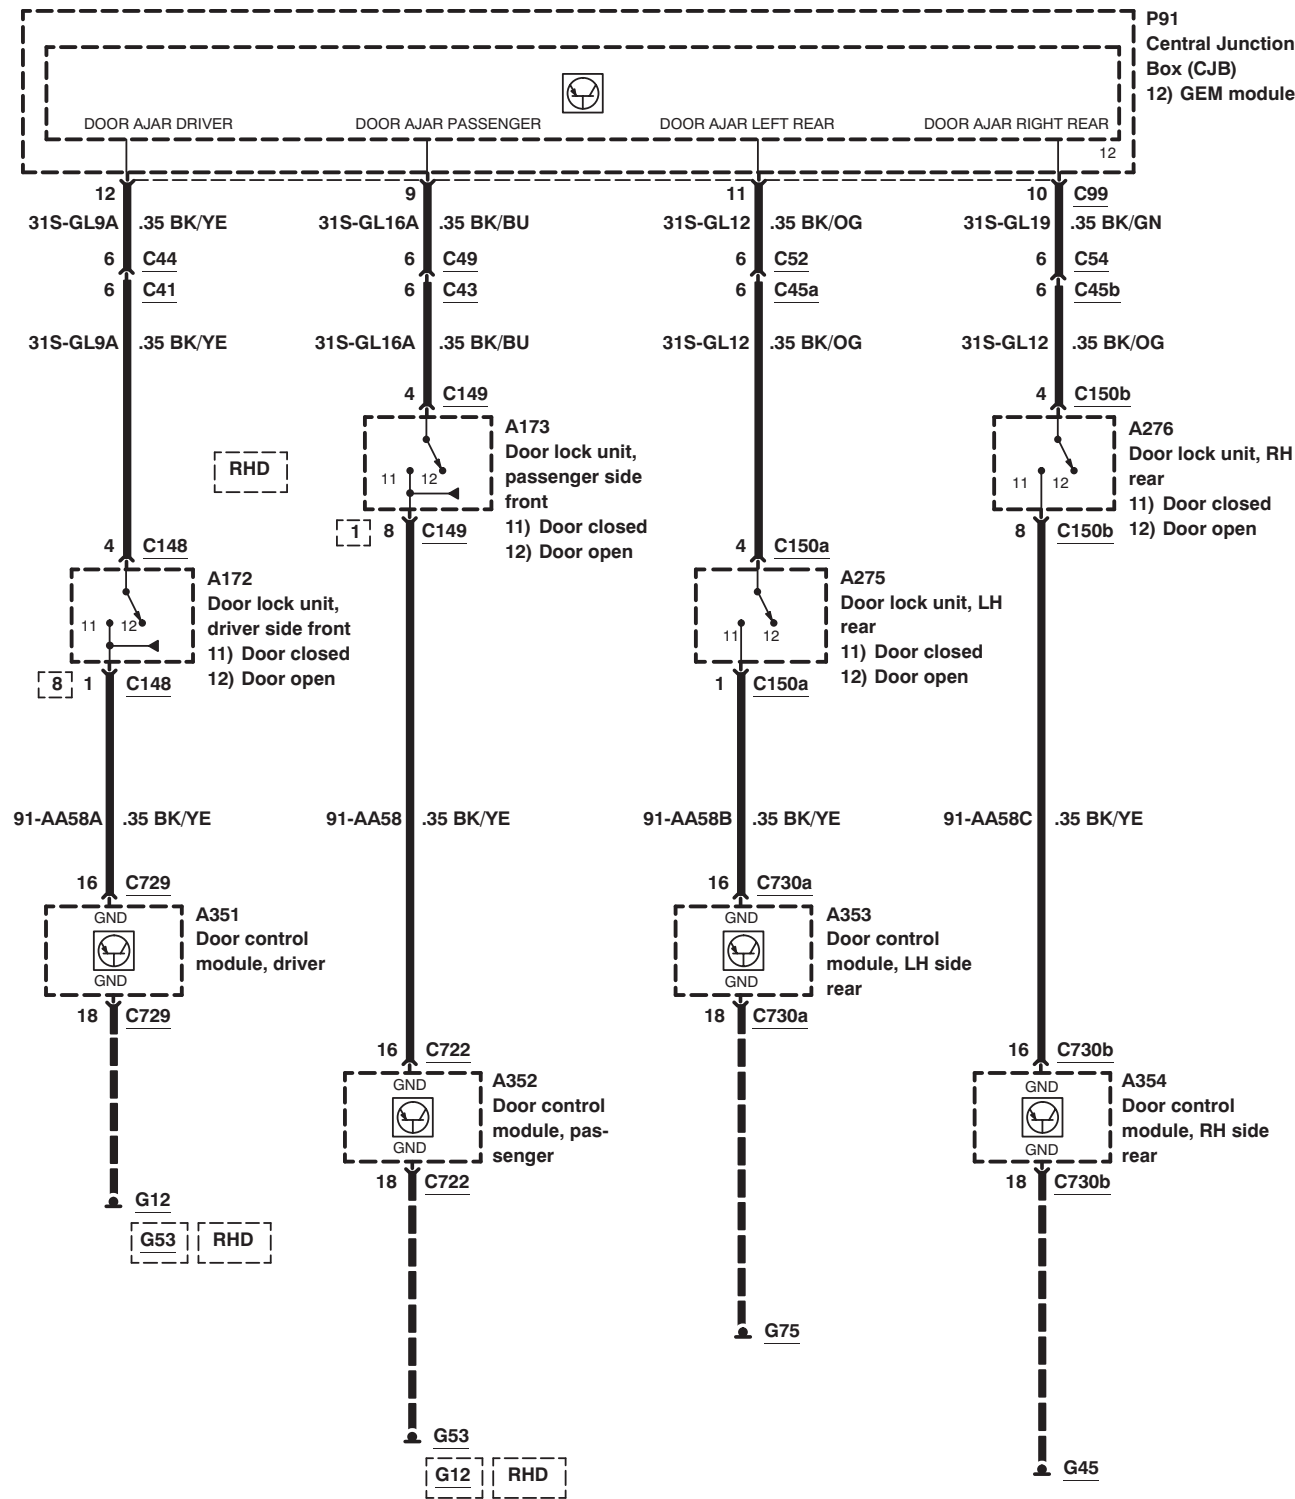 P91
Central Junction
Box (CJB)
12) GEM module
DOOR AJAR DRIVER
DOOR AJAR PASSENGER
DOOR AJAR LEFT REAR
DOOR AJAR RIGHT REAR
12
12
9
11
10
C99
31S-GL9A
.35 BK/YE
31S-GL16A
.35 BK/BU
31S-GL12
.35 BK/OG
31S-GL19
.35 BK/GN
6
C44
6
C49
6
C52
6
C54
6
C41
6
C43
6
C45a
6
C45b
31S-GL9A
.35 BK/YE
31S-GL16A
.35 BK/BU
31S-GL12
.35 BK/OG
31S-GL12
.35 BK/OG
4
C149
4
C150b
RHD
11
12
A173
Door lock unit,
passenger side
front
11) Door closed
12) Door open
11
12
A276
Door lock unit, RH
rear
11) Door closed
12) Door open
1
8
C149
8
C150b
4
C148
4
C150a
11
12
A172
Door lock unit,
driver side front
11) Door closed
12) Door open
11
12
A275
Door lock unit, LH
rear
11) Door closed
12) Door open
8
1
C148
1
C150a
91-AA58A
.35 BK/YE
91-AA58
.35 BK/YE
91-AA58B
.35 BK/YE
91-AA58C
.35 BK/YE
16
C729
16
C730a
GND
GND
A351
Door control
module, driver
GND
GND
A353
Door control
module, LH side
rear
18
C729
18
C730a
16
C722
16
C730b
GND
GND
A352
Door control
module, pas-
senger
GND
GND
A354
Door control
module, RH side
rear
18
C722
18
C730b
G12
G53
RHD
G75
G53
G12
RHD
G45